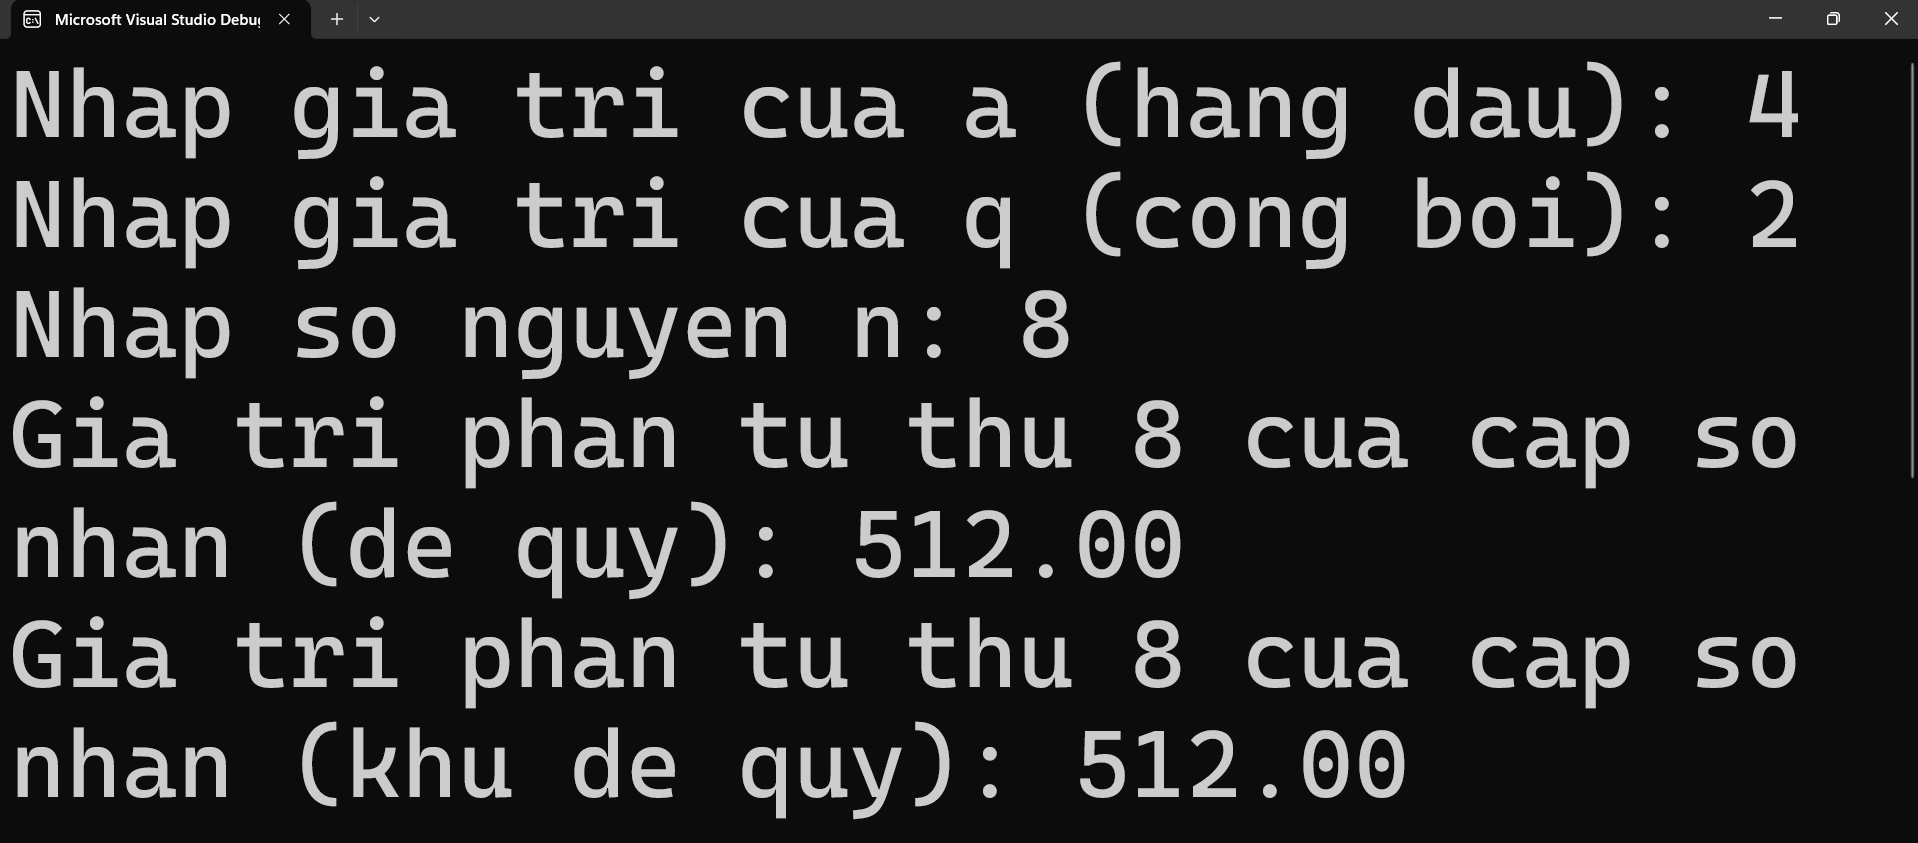 Microsoft Visual Studio Debu
Nhap gia tri cua a (hang dau): 4
Nhap gia tri cua q (cong boi): 2
Nhap so nguyen n: 8
Gia tri phan tu thu 8 cua cap so
nhan (de quy): 512.00
Gia tri phan tu thu 8 cua cap so
nhan (khu de quy): 512.00